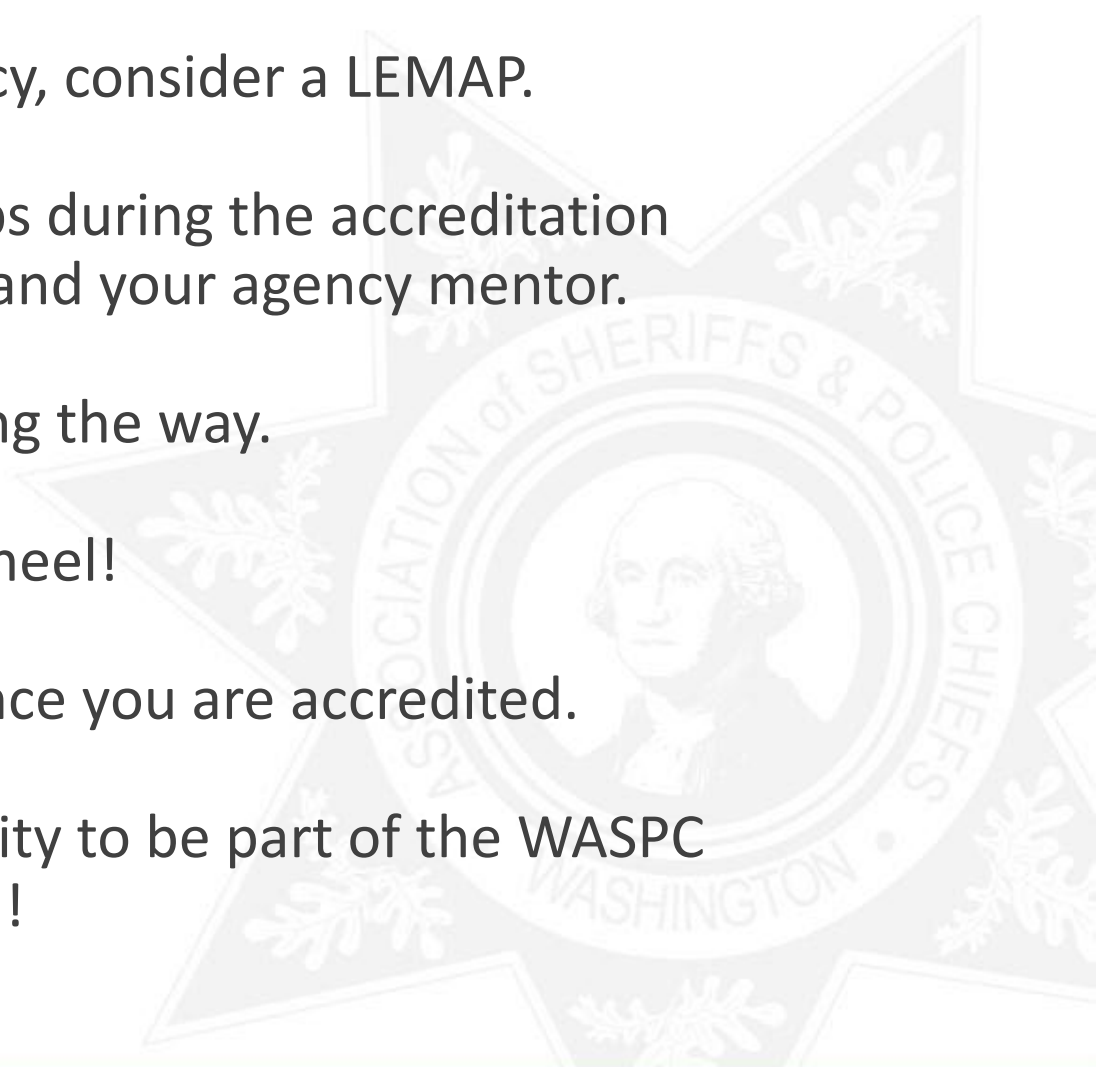 cy, consider a LEMAP.
os during the accreditation
and your agency mentor.
ng the way.
heel!
nce you are accredited.
ity to be part of the WASPC
!
ASSOCIATION of SHERIFFS & POLICE CHIEFS
WASHINGTON